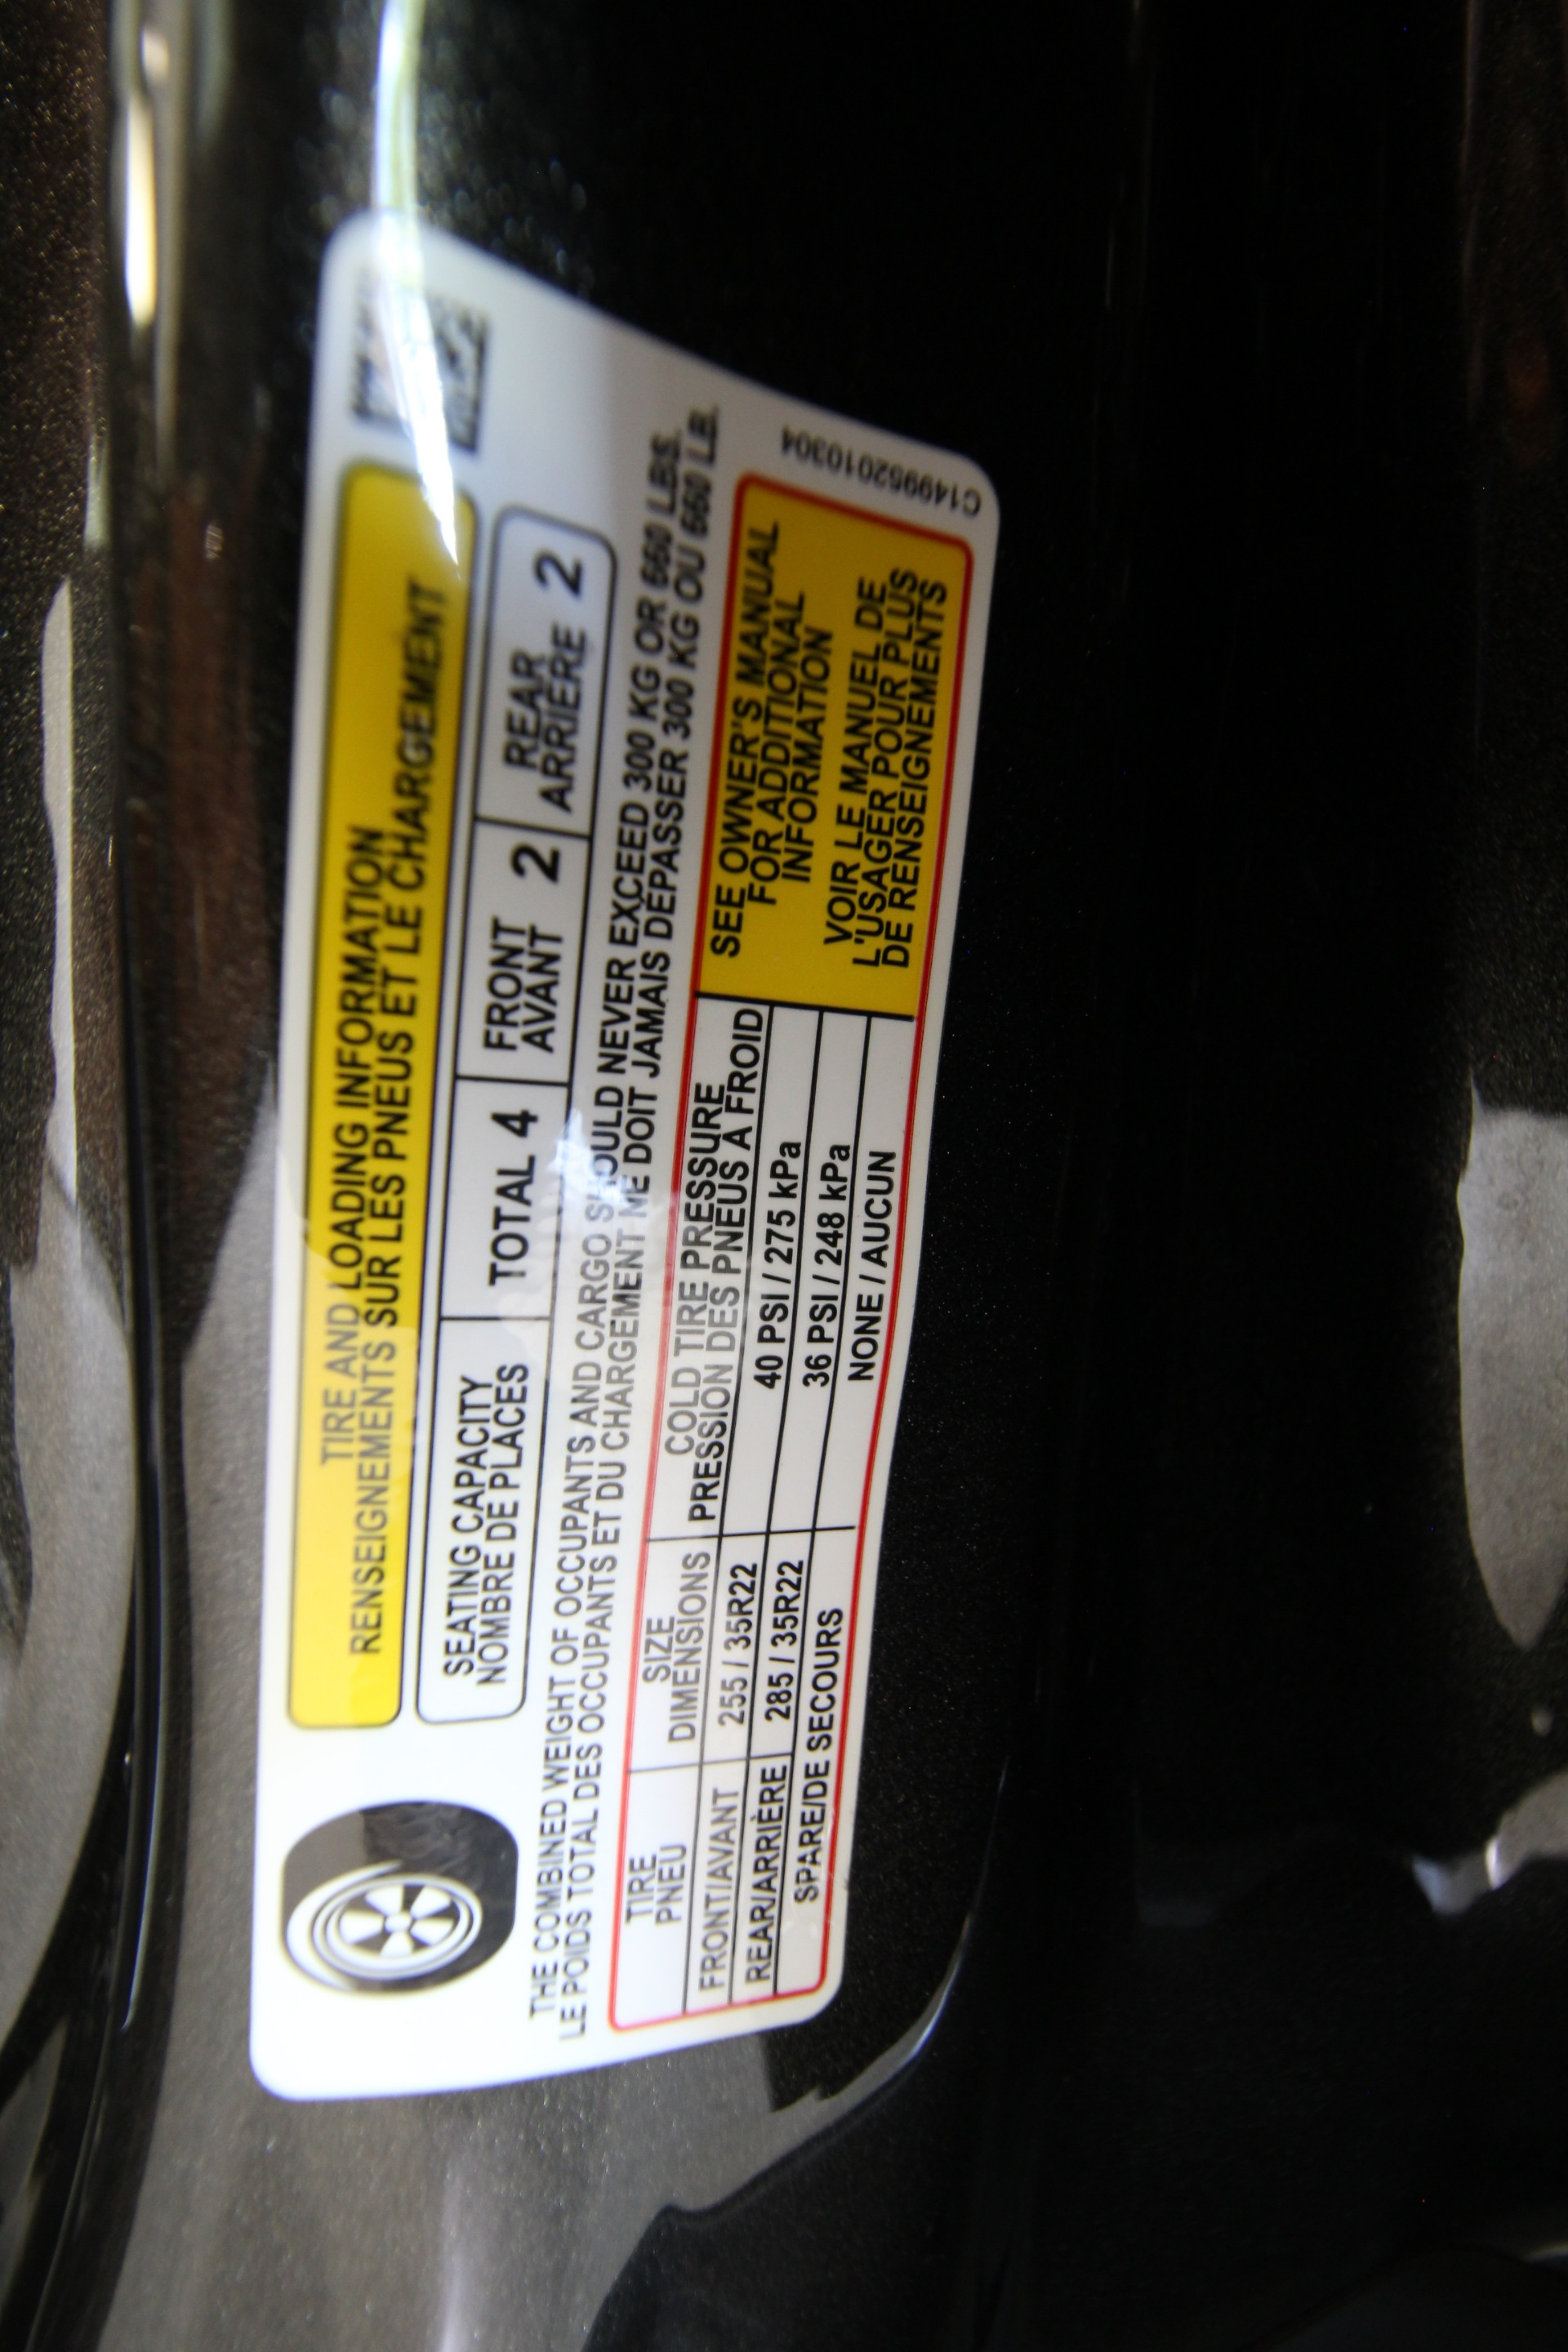 TIRE AND LOADING INFORMATION
RENSEIGNEMENTS SUR LES PNEUS ET LE CHARGEMENT
SEATING CAPACITY
NOMBRE DE PLACES
TOTAL 4
FRONT
AVANT 2
REAR
ARRIÈRE 2
THE COMBINED WEIGHT OF OCCUPANTS AND CARGO SHOULD NEVER EXCEED 300 KG OR 660 LBS.
LE POIDS TOTAL DES OCCUPANTS ET DU CHARGEMENT NE DOIT JAMAIS DÉPASSER 300 KG OU 660 LB.
TIRE
PNEU
SIZE
DIMENSIONS
COLD TIRE PRESSURE
PRESSION DES PNEUS A FROID
FRONT/AVANT 255 / 35R22 40 PSI / 275 kPa
REAR/ARRIÈRE 285 / 35R22 36 PSI / 248 kPa
SPARE/DE SECOURS NONE / AUCUN
SEE OWNER'S MANUAL
FOR ADDITIONAL
INFORMATION
VOIR LE MANUEL DE
L'USAGER POUR PLUS
DE RENSEIGNEMENTS
C149952010304